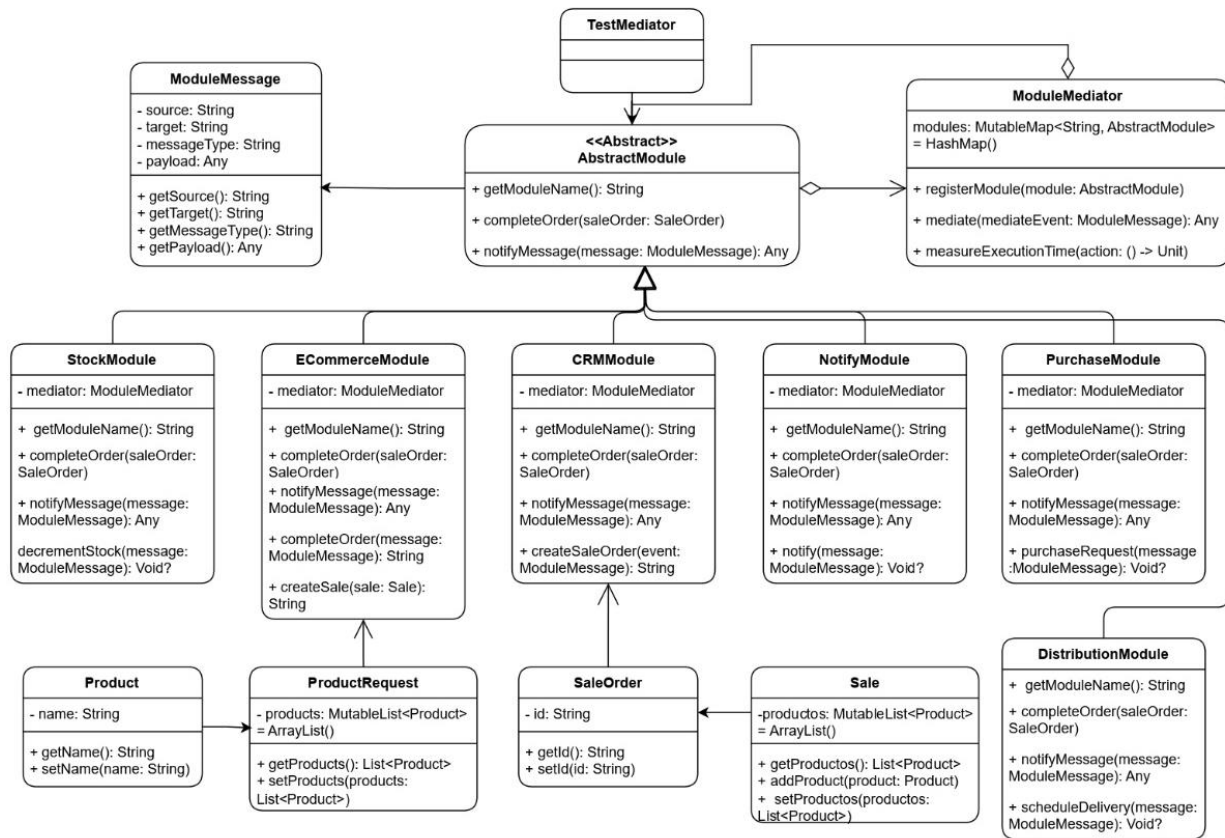 TestMediator
ModuleMessage
- source: String
- target: String
- messageType: String
- payload: Any
+ getSource(): String
+ getTarget(): String
+ getMessageType(): String
+ getPayload(): Any
<<Abstract>>
AbstractModule
+ getModuleName(): String
+ completeOrder(saleOrder: SaleOrder)
+ notifyMessage(message: ModuleMessage): Any
ModuleMediator
modules: MutableMap<String, AbstractModule>
= HashMap()
+ registerModule(module: AbstractModule)
+ mediate(mediateEvent: ModuleMessage): Any
+ measureExecutionTime(action: () -> Unit)
StockModule
- mediator: ModuleMediator
+ getModuleName(): String
+ completeOrder(saleOrder:
SaleOrder)
+ notifyMessage(message:
ModuleMessage): Any
decrementStock(message:
ModuleMessage): Void?
ECommerceModule
- mediator: ModuleMediator
+ getModuleName(): String
+ completeOrder(saleOrder:
SaleOrder)
+ notifyMessage(message:
ModuleMessage): Any
+ completeOrder(message:
ModuleMessage): String
+ createSale(sale: Sale):
String
CRMModule
- mediator: ModuleMediator
+ getModuleName(): String
+ completeOrder(saleOrder:
SaleOrder)
+ notifyMessage(message:
ModuleMessage): Any
+ createSaleOrder(event:
ModuleMessage): String
NotifyModule
- mediator: ModuleMediator
+ getModuleName(): String
+ completeOrder(saleOrder:
SaleOrder)
+ notifyMessage(message:
ModuleMessage): Any
+ notify(message:
ModuleMessage): Void?
PurchaseModule
- mediator: ModuleMediator
+ getModuleName(): String
+ completeOrder(saleOrder:
SaleOrder)
+ notifyMessage(message:
ModuleMessage): Any
+ purchaseRequest(message
:ModuleMessage): Void?
Product
- name: String
+ getName(): String
+ setName(name: String)
ProductRequest
- products: MutableList<Product>
= ArrayList()
+ getProducts(): List<Product>
+ setProducts(products:
List<Product>)
SaleOrder
- id: String
+ getId(): String
+ setId(id: String)
Sale
-productos: MutableList<Product>
= ArrayList()
+ getProductos(): List<Product>
+ addProduct(product: Product)
+ setProductos(productos:
List<Product>)
DistributionModule
+ getModuleName(): String
+ completeOrder(saleOrder:
SaleOrder)
+ notifyMessage(message:
ModuleMessage): Any
+ scheduleDelivery(message:
ModuleMessage): Void?